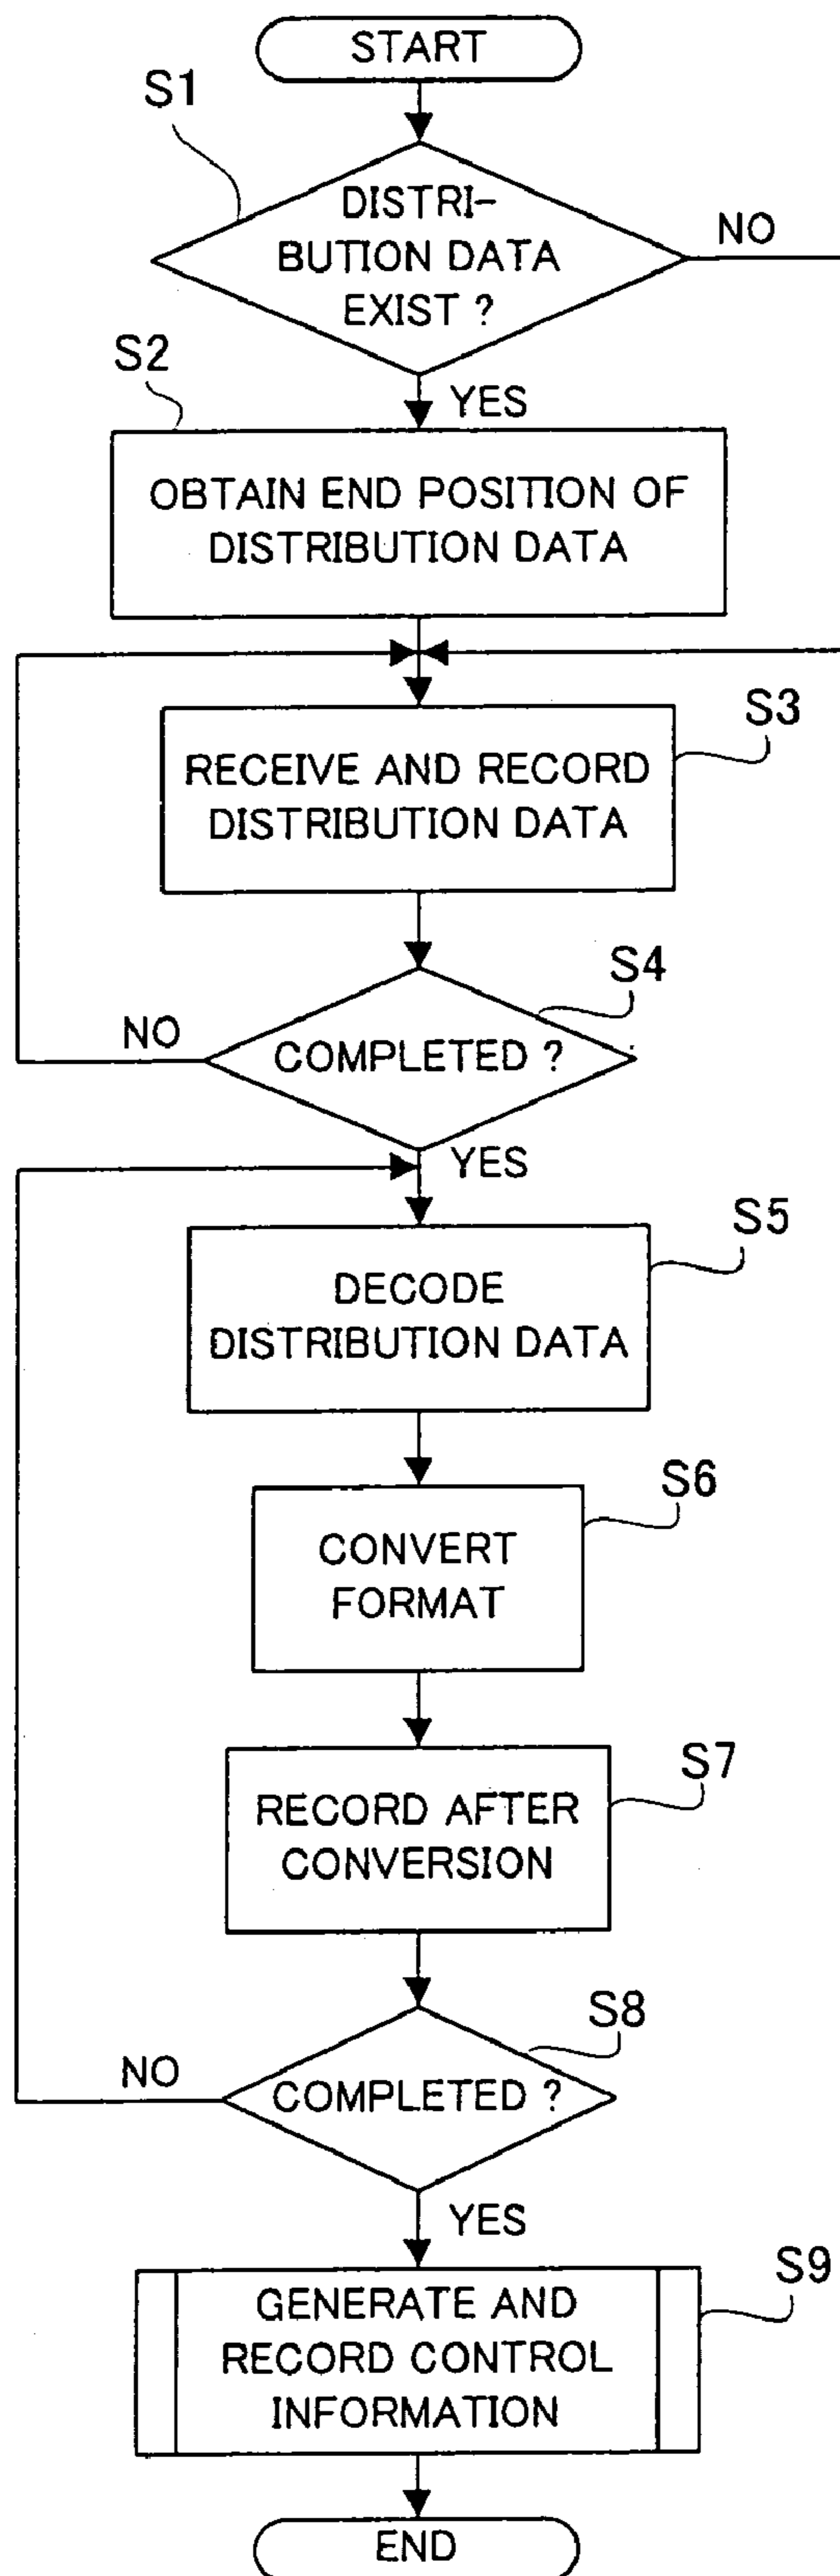 START
S1
DISTRI-
BUTION DATA
EXIST ?
NO
S2
YES
OBTAIN END POSITION OF
DISTRIBUTION DATA
S3
RECEIVE AND RECORD
DISTRIBUTION DATA
S4
NO
COMPLETED ?
YES
S5
DECODE
DISTRIBUTION DATA
S6
CONVERT
FORMAT
S7
RECORD AFTER
CONVERSION
S8
NO
COMPLETED ?
YES
S9
GENERATE AND
RECORD CONTROL
INFORMATION
END